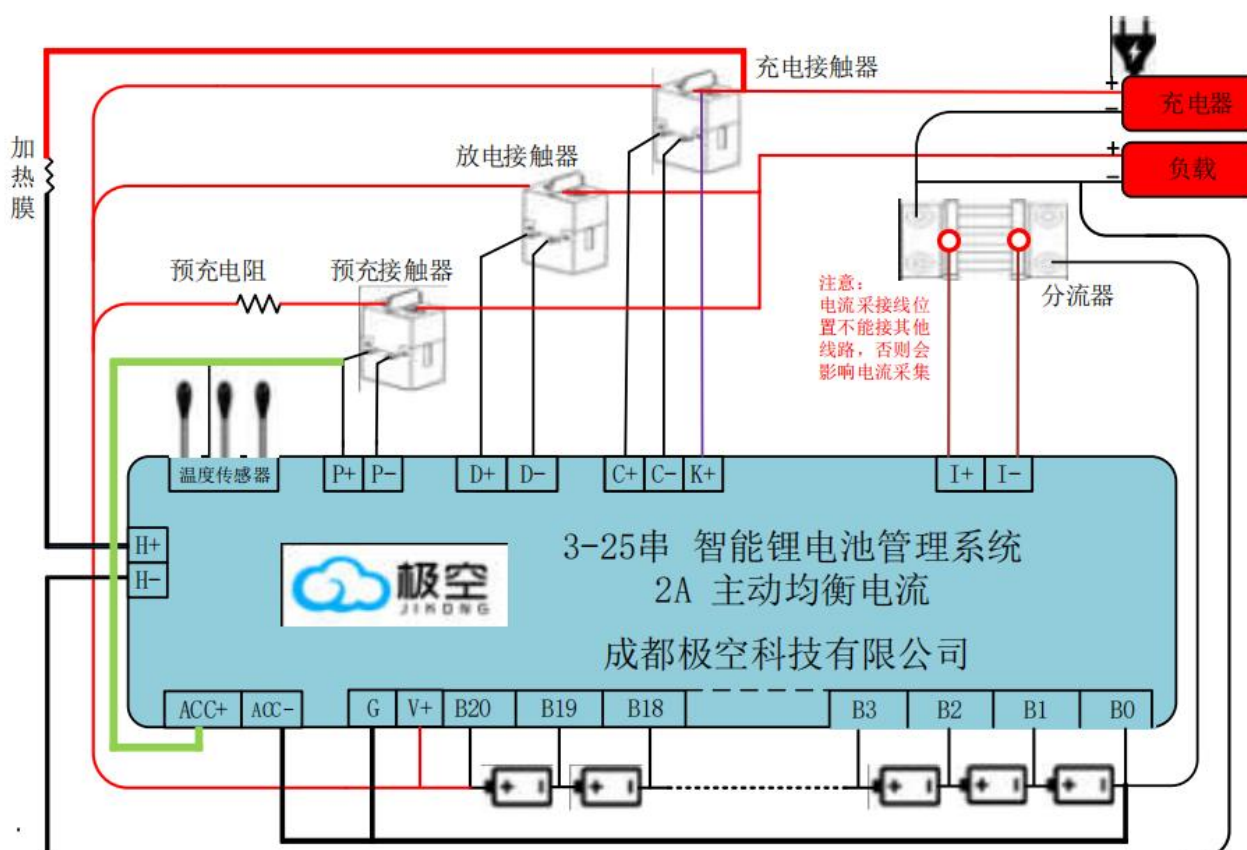 充电接触器
+
−
充电器
加热膜
放电接触器
+
−
负载
预充电阻
预充接触器
分流器
注意：
电流采接线位
置不能接其他
线路，否则会
影响电流采集
温度传感器
P+ P-
D+ D-
C+ C- K+
I+ I-
H+
H-
极空
JIKONG
3-25串 智能锂电池管理系统
2A 主动均衡电流
成都极空科技有限公司
ACC+ ACC-
G V+ B20 B19 B18
B3 B2 B1 B0